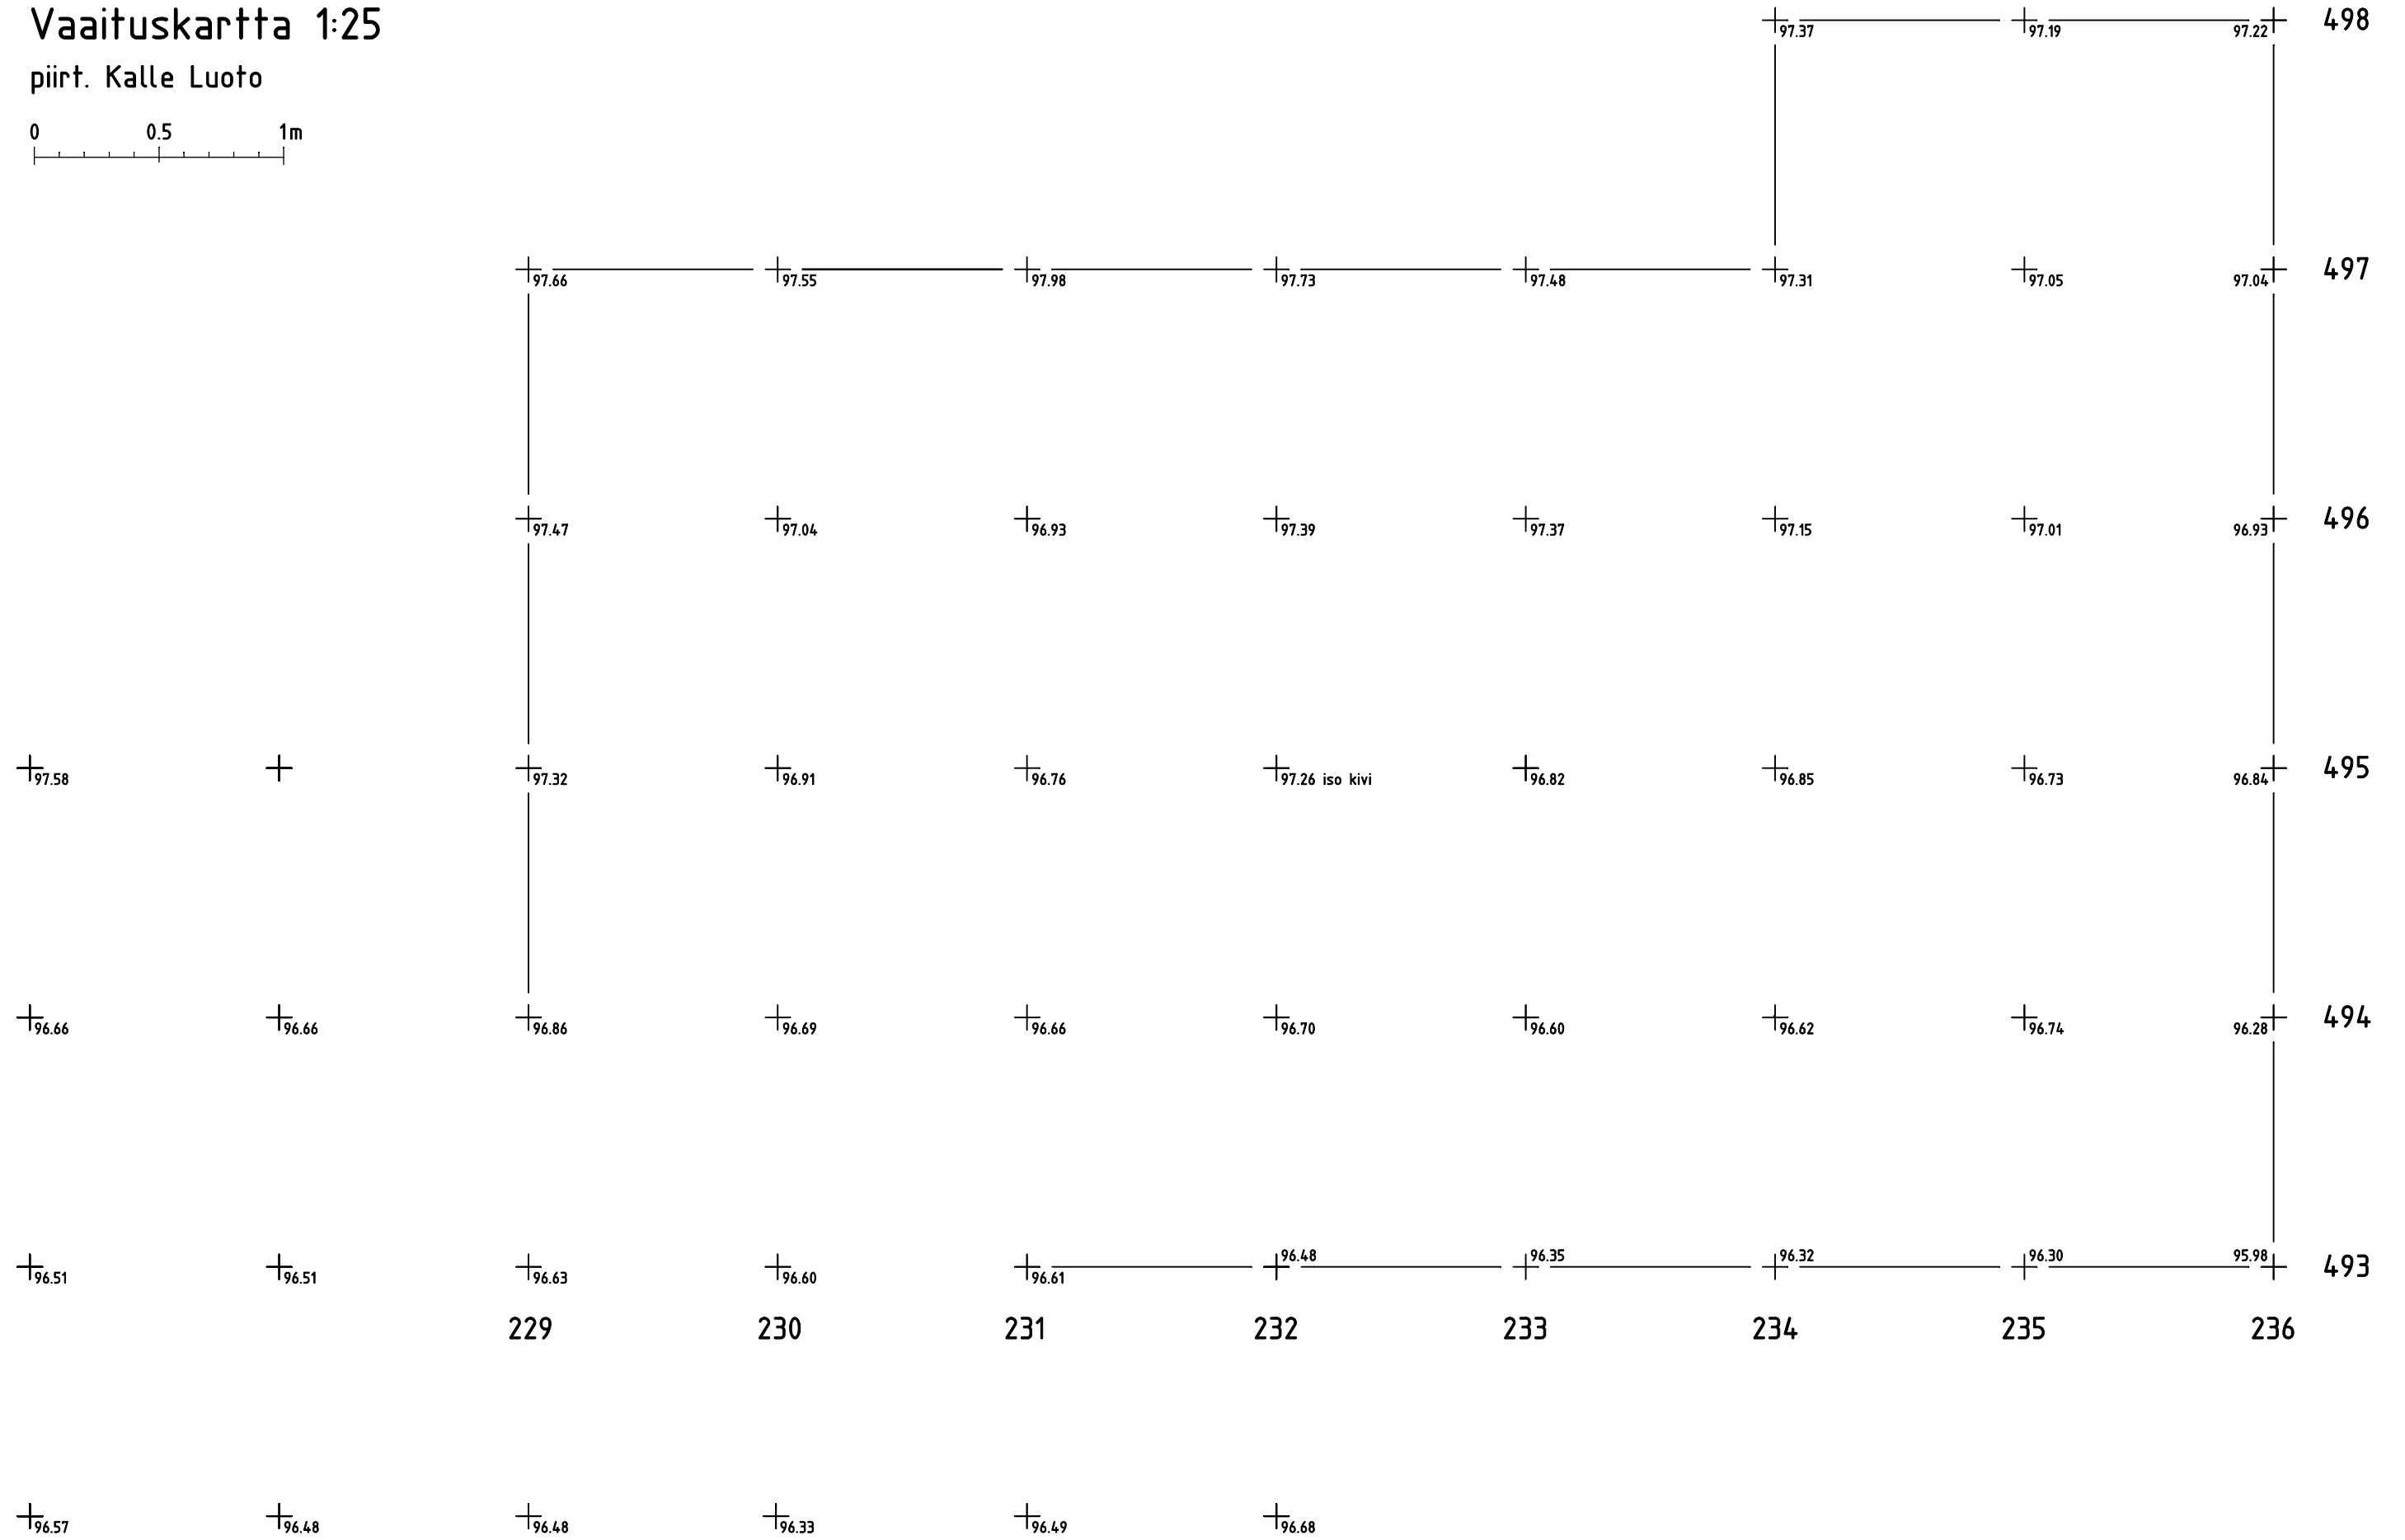 Vaaituskartta 1:25
piirt. Kalle Luoto
0 0.5 1m
97.37 97.19 97.22 498
97.66 97.55 97.98 97.73 97.48 97.31 97.05 97.04 497
97.47 97.04 96.93 97.39 97.37 97.15 97.01 96.93 496
97.58 97.32 96.91 96.76 97.26 iso kivi 96.82 96.85 96.73 96.84 495
96.66 96.66 96.86 96.69 96.66 96.70 96.60 96.62 96.74 96.28 494
96.51 96.51 96.63 96.60 96.61 96.48 96.35 96.32 96.30 95.98 493
229 230 231 232 233 234 235 236
96.57 96.48 96.48 96.33 96.49 96.68